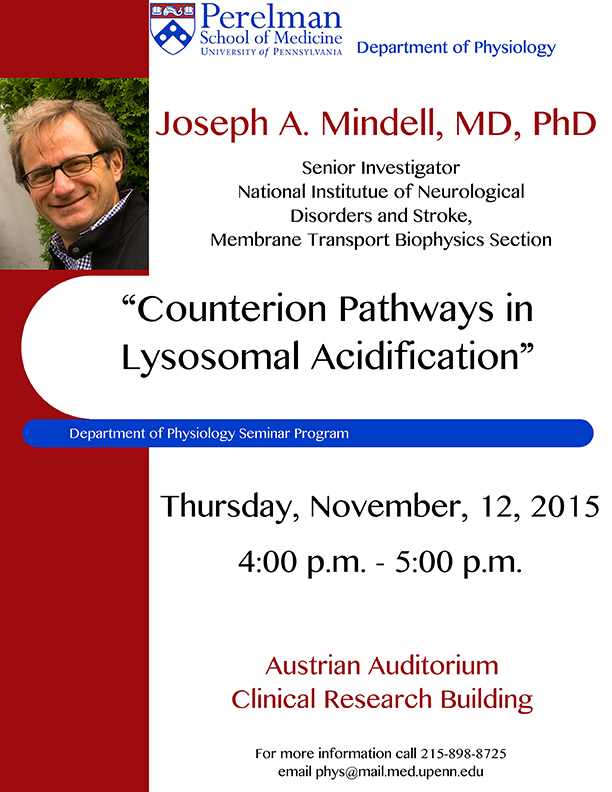 Perelman
School of Medicine
University of Pennsylvania
Department of Physiology
Joseph A. Mindell, MD, PhD
Senior Investigator
National Institutue of Neurological
Disorders and Stroke,
Membrane Transport Biophysics Section
“Counterion Pathways in
Lysosomal Acidification”
Department of Physiology Seminar Program
Thursday, November, 12, 2015
4:00 p.m. - 5:00 p.m.
Austrian Auditorium
Clinical Research Building
For more information call 215-898-8725
email phys@mail.med.upenn.edu